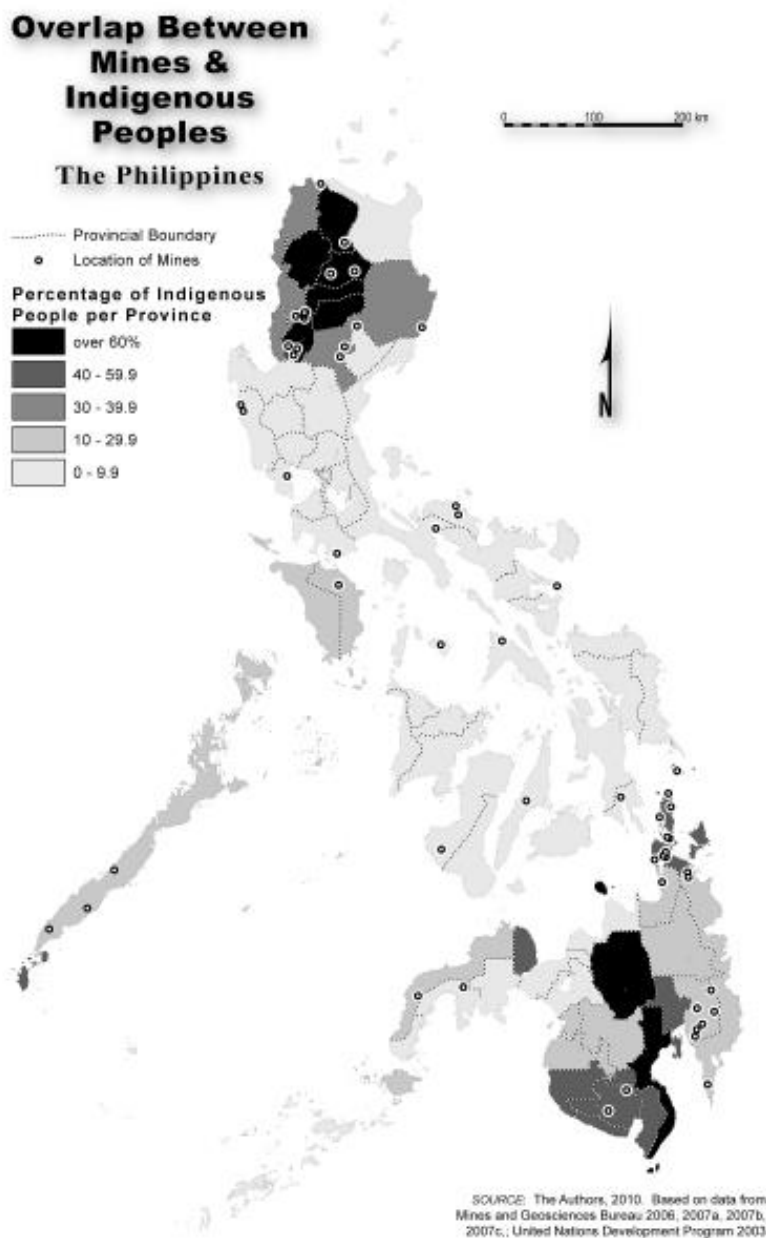 Overlap Between
Mines &
Indigenous
Peoples
The Philippines
0 100 200 km
Provincial Boundary
Location of Mines
Percentage of Indigenous
People per Province
over 60%
40 - 59.9
30 - 39.9
10 - 29.9
0 - 9.9
N
SOURCE: The Authors, 2010. Based on data from
Mines and Geosciences Bureau 2006, 2007a, 2007b,
2007c,; United Nations Development Program 2003